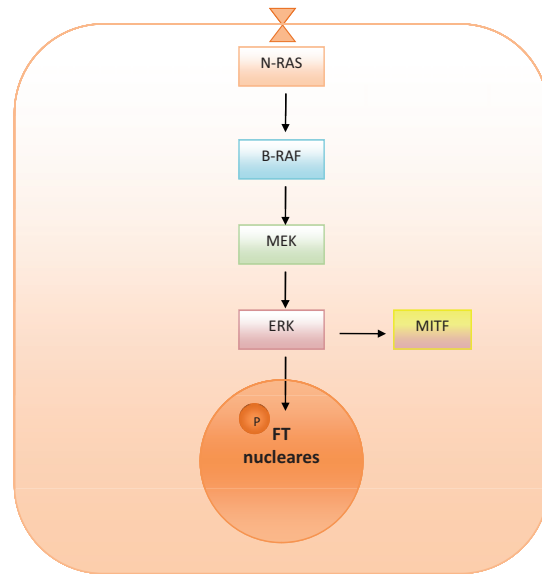 N-RAS
B-RAF
MEK
ERK
MITF
P
FT
nucleares